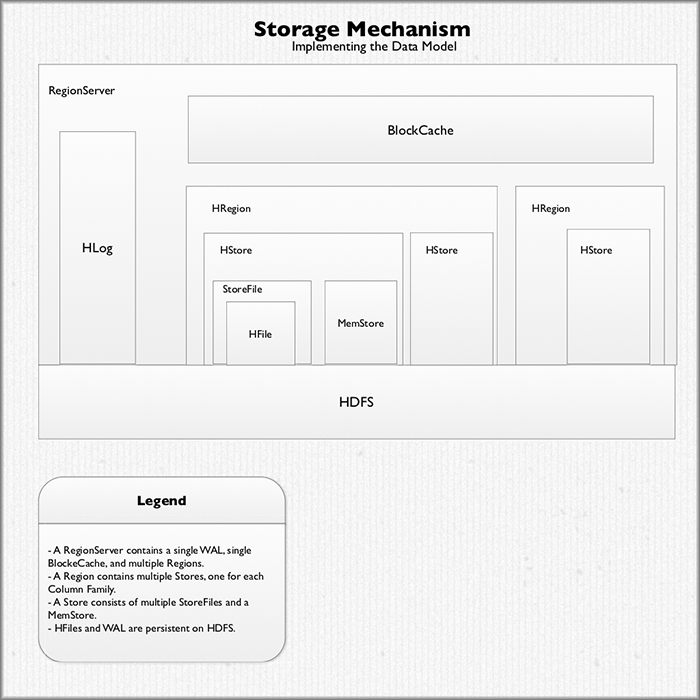 Storage Mechanism
Implementing the Data Model
RegionServer
BlockCache
HLog
HRegion
HRegion
HStore
HStore
HStore
StoreFile
MemStore
HFile
HDFS
Legend
- A RegionServer contains a single WAL, single
BlockeCache, and multiple Regions.
- A Region contains multiple Stores, one for each
Column Family.
- A Store consists of multiple StoreFiles and a
MemStore.
- HFiles and WAL are persistent on HDFS.